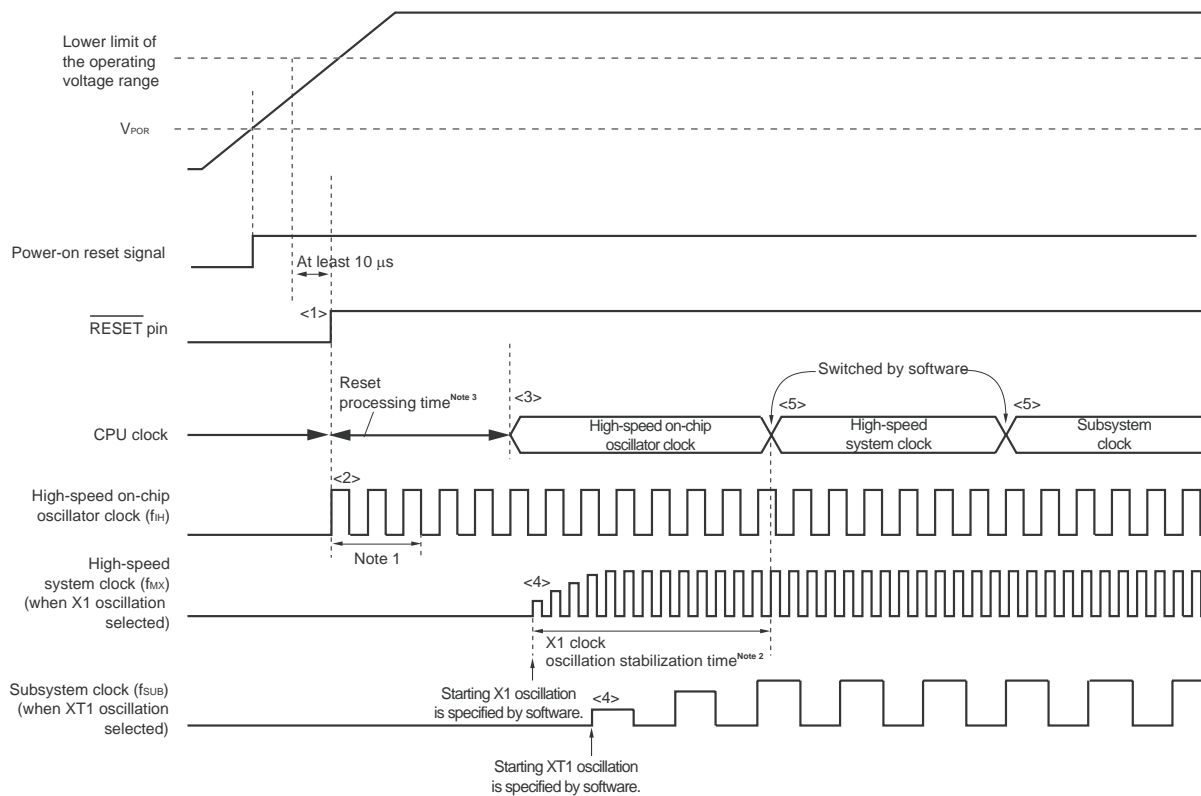 Lower limit of
the operating
voltage range
VPOR
Power-on reset signal
At least 10 μs
<1>
RESET pin
Reset
processing time Note 3
<3>
Switched by software
<5>
<5>
CPU clock
High-speed on-chip
oscillator clock
High-speed
system clock
Subsystem
clock
<2>
High-speed on-chip
oscillator clock (fIH)
Note 1
High-speed
system clock (fMX)
(when X1 oscillation
selected)
<4>
X1 clock
oscillation stabilization time Note 2
Starting X1 oscillation
is specified by software.
Subsystem clock (fSUB)
(when XT1 oscillation
selected)
<4>
Starting XT1 oscillation
is specified by software.